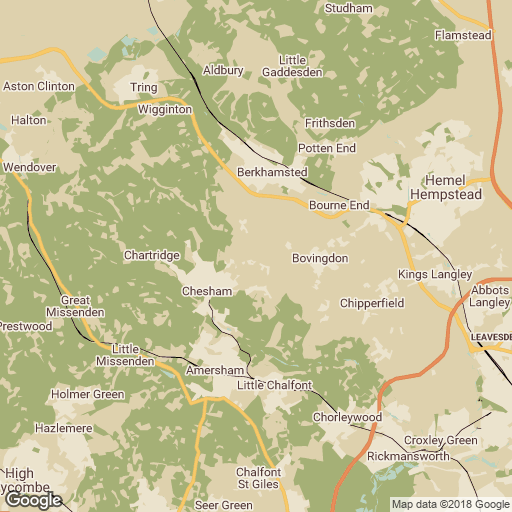 Studham
Flamstead
Little
Gaddesden
Aldbury
Aston Clinton
Tring
Wigginton
Halton
Frithsden
Potten End
Wendover
Berkhamsted
Hemel
Hempstead
Bourne End
Chartridge
Bovingdon
Kings Langley
Abbots
Langley
Chesham
Great
Missenden
Chipperfield
Prestwood
LEAVESDE
Little
Missenden
Amersham
Little Chalfont
Holmer Green
Chorleywood
Hazlemere
Croxley Green
Rickmansworth
High
ycombe
Chalfont
St Giles
Seer Green
Google
Map data ©2018 Google